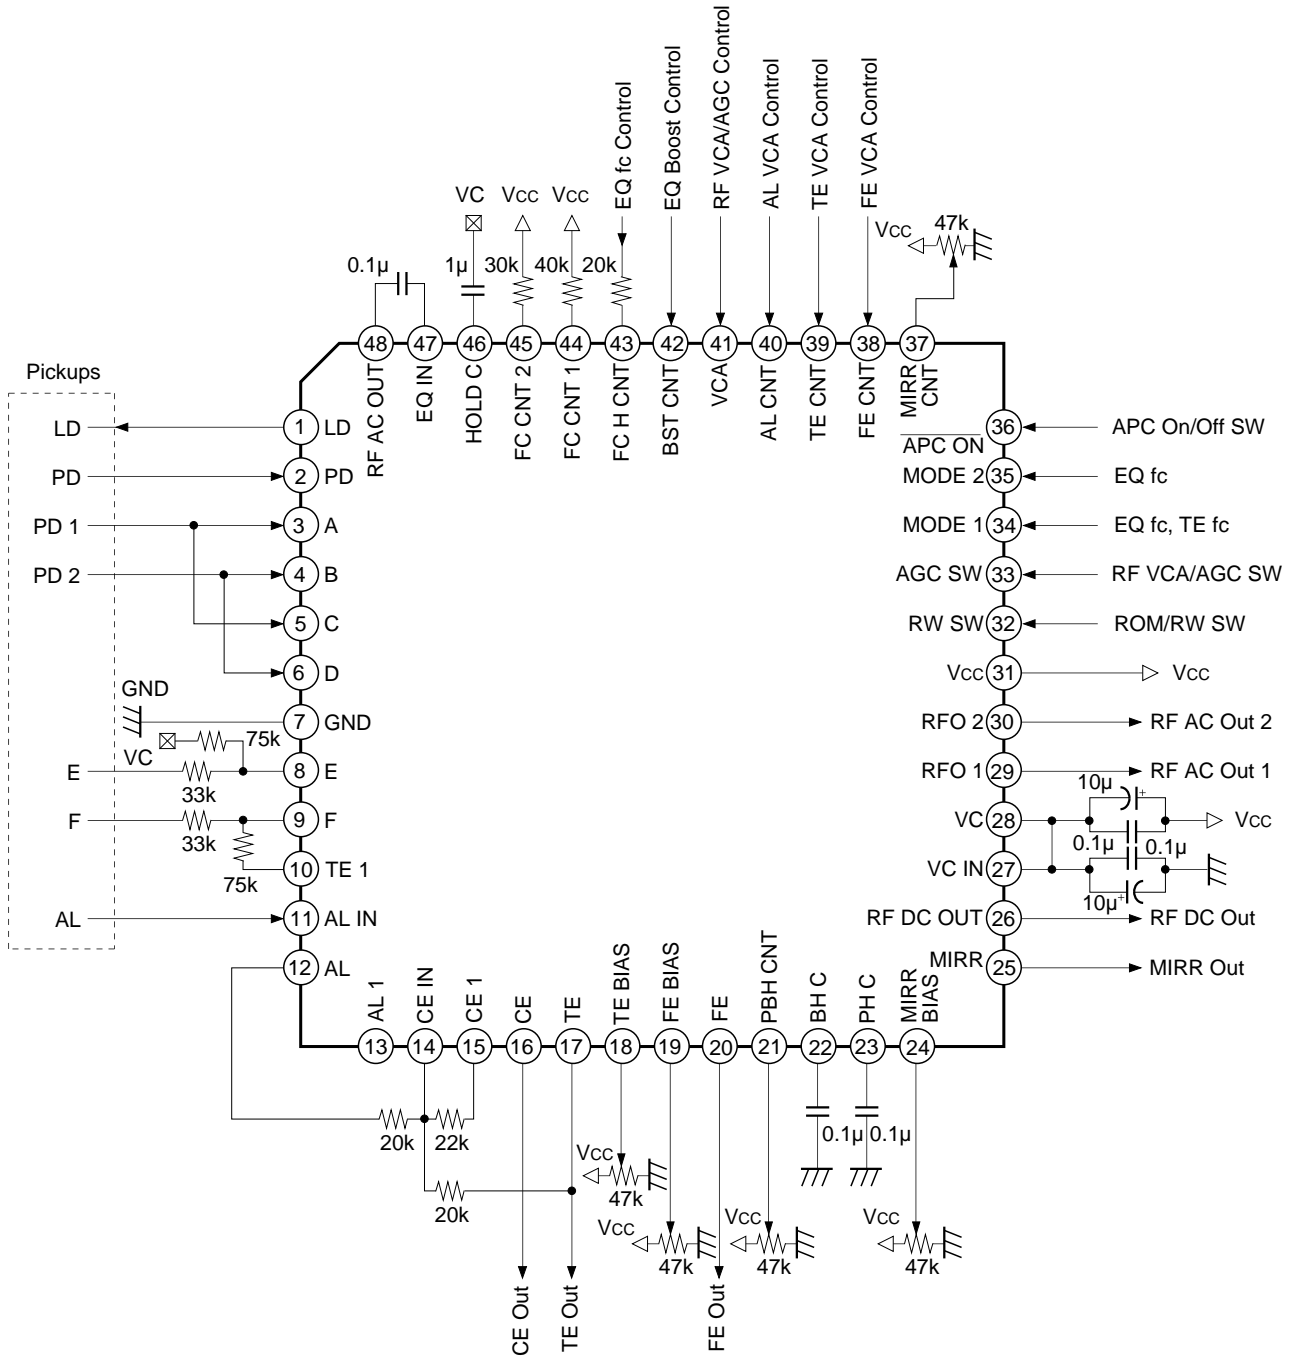 EQ fc Control
EQ Boost Control
RF VCA/AGC Control
AL VCA Control
TE VCA Control
FE VCA Control
VC
VCC
VCC
VCC
47k
0.1µ
1µ
30k
40k
20k
48
47
46
45
44
43
42
41
40
39
38
37
RF AC OUT
EQ IN
HOLD C
FC CNT 2
FC CNT 1
FC H CNT
BST CNT
VCA
AL CNT
TE CNT
FE CNT
MIRR CNT
Pickups
LD
1
LD
PD
2
PD
PD 1
3
A
PD 2
4
B
5
C
6
D
GND
7
GND
VC
75k
E
33k
8
E
F
33k
9
F
75k
10
TE 1
AL
11
AL IN
12
AL
APC ON
36
APC On/Off SW
MODE 2
35
EQ fc
MODE 1
34
EQ fc, TE fc
AGC SW
33
RF VCA/AGC SW
RW SW
32
ROM/RW SW
VCC
31
VCC
RFO 2
30
RF AC Out 2
RFO 1
29
RF AC Out 1
10µ
+
VC
28
VCC
0.1µ
0.1µ
VC IN
27
10µ
+
RF DC OUT
26
RF DC Out
MIRR
25
MIRR Out
AL 1
CE IN
CE 1
CE
TE
TE BIAS
FE BIAS
FE
PBH CNT
BH C
PH C
MIRR BIAS
13
14
15
16
17
18
19
20
21
22
23
24
20k
22k
0.1µ
0.1µ
VCC
47k
20k
VCC
47k
VCC
47k
VCC
47k
CE Out
TE Out
FE Out